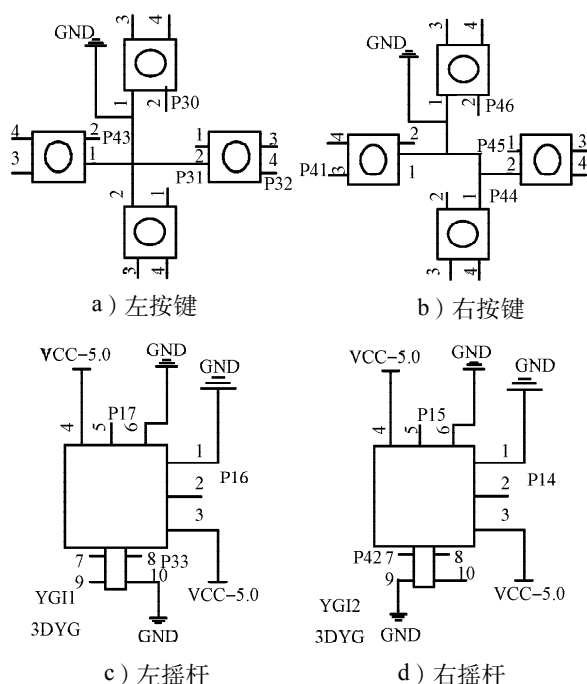 3 4
GND
1 2 P30
4 2 P43
3 1
1 3
2 4
P31 P32
2 1
3 4
a）左按键
3 4
GND
1 2 P46
4 2
P41 3 1
P45 1 3
2 4
P44
2 1
3 4
b）右按键
VCC-5.0
GND
GND
4 5 P17 6
1
2 P16
3
7 8 P33
9 10
VCC-5.0
YGI1
3DYG
GND
c）左摇杆
VCC-5.0
GND
GND
4 5 P15 6
1
2 P14
3
P42 7 8
9 10
VCC-5.0
YGI2
3DYG
GND
d）右摇杆